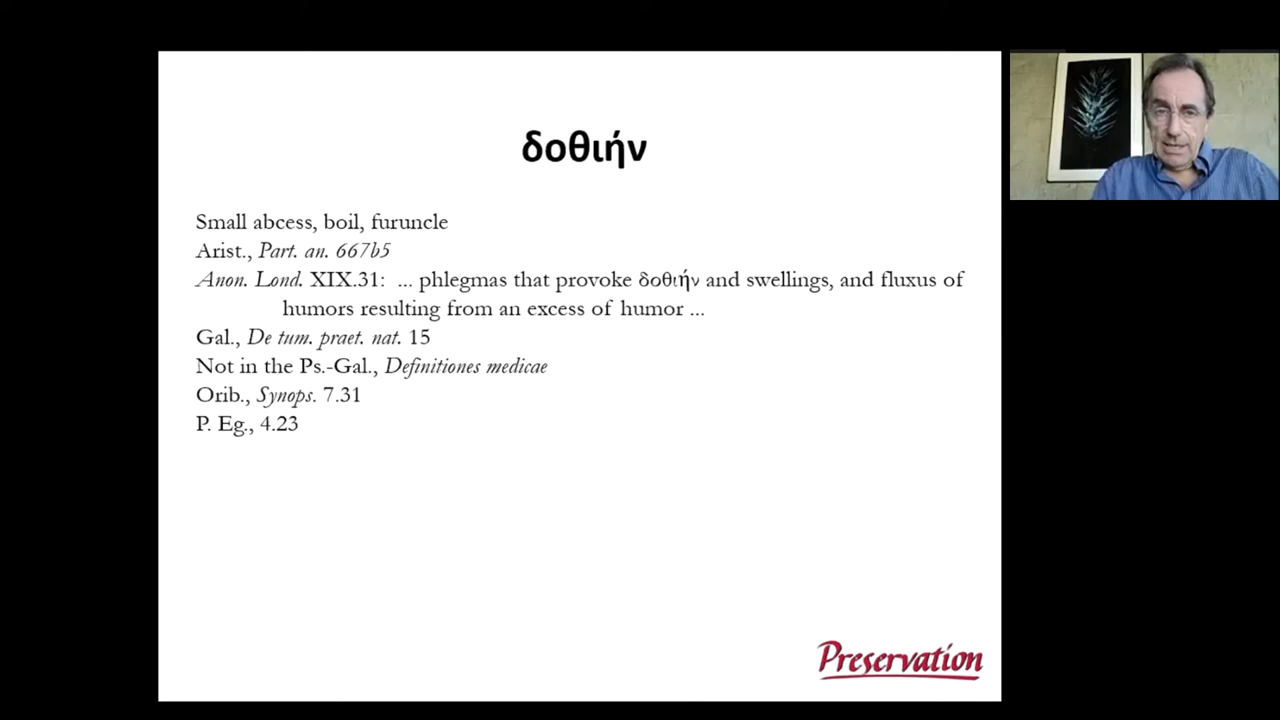 δοθιήν
Small abcess, boil, furuncle
Arist., Part. an. 667b5
Anon. Lond. XIX.31: ... phlegmas that provoke δοθιήν and swellings, and fluxus of
humors resulting from an excess of humor ...
Gal., De tum. praet. nat. 15
Not in the Ps.-Gal., Definitiones medicae
Orib., Synops. 7.31
P. Eg., 4.23
Preservation